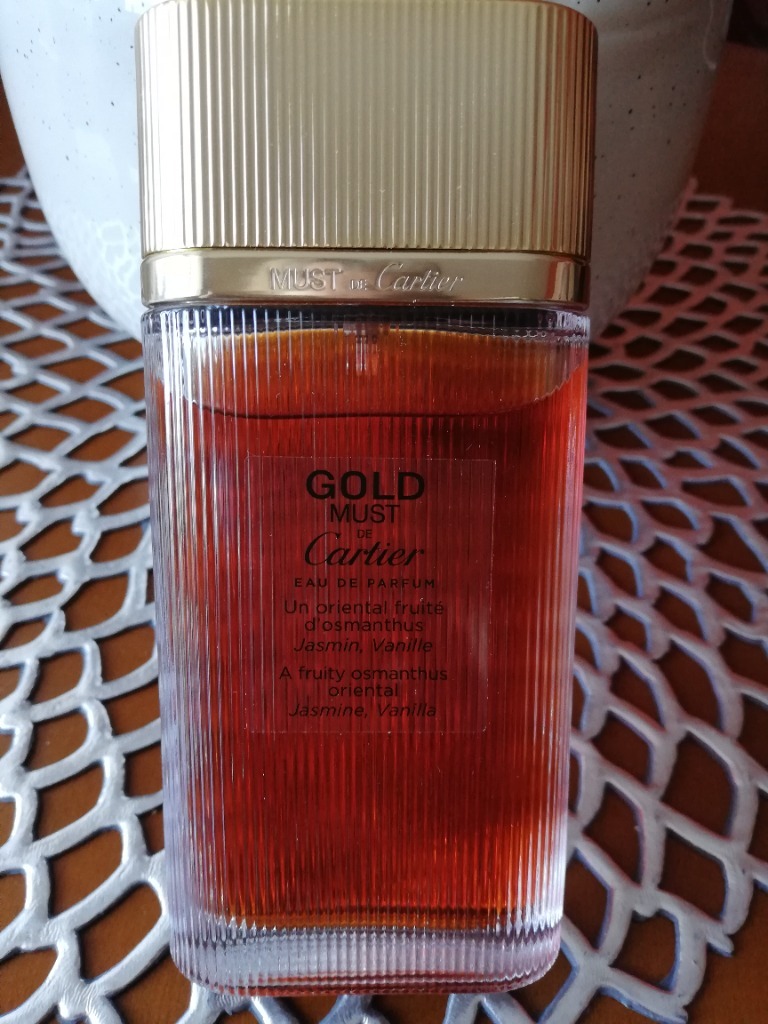 MUST DE Cartier
GOLD
MUST
DE
Cartier
EAU DE PARFUM
Un oriental fruité
d'osmanthus
Jasmin, Vanille
A fruity osmanthus
oriental
Jasmine, Vanilla